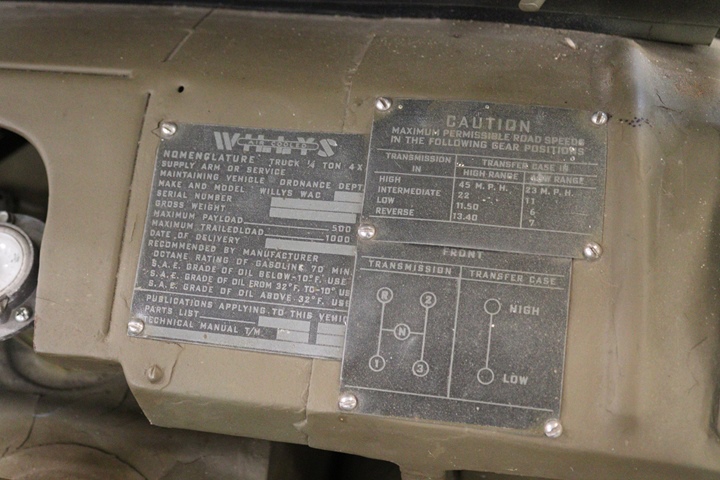 WILLYS
AIR COOLED
NOMENGLATURE TRUCK ¼ TON 4 X
SUPPLY ARM OR SERVICE
MAINTAINING VEHICLE ORDNANCE DEPT
MAKE AND MODEL WILLYS WAC
SERIAL NUMBER
GROSS WEIGHT
MAXIMUM PAYLOAD
MAXIMUM TRAILEDLOAD 500
DATE OF DELIVERY 1000
RECOMMENDED BY MANUFACTURER
OCTANE RATING OF GASOLINE 70 MIN
S.A.E. GRADE OF OIL BELOW-10°F. USE
S.A.E. GRADE OF OIL FROM 32°F. TO-10° USE
S.A.E. GRADE OF OIL ABOVE 32°F. USE
PUBLICATIONS APPLYING TO THIS VEHIC
PARTS LIST
TECHNICAL MANUAL T/M
CAUTION
MAXIMUM PERMISSIBLE ROAD SPEEDS
IN THE FOLLOWING GEAR POSITIONS
TRANSMISSION TRANSFER CASE IN
IN HIGH RANGE RANGE
HIGH 45 M.P.H. 23 M.P.H.
INTERMEDIATE 22 11
LOW 11.50 6
REVERSE 13.40 7
FRONT
TRANSMISSION TRANSFER CASE
R 2 HIGH
N
1 3 LOW